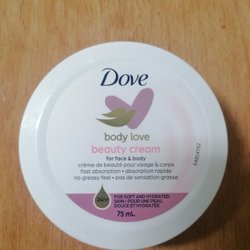 Dove
body love
beauty cream
for face & body
crème de beauté pour visage & corps
fast absorption • absorption rapide
no greasy feel • pas de sensation grasse
24HR
FOR SOFT AND HYDRATED
SKIN • POUR UNE PEAU
DOUCE ET HYDRATÉE
75 mL